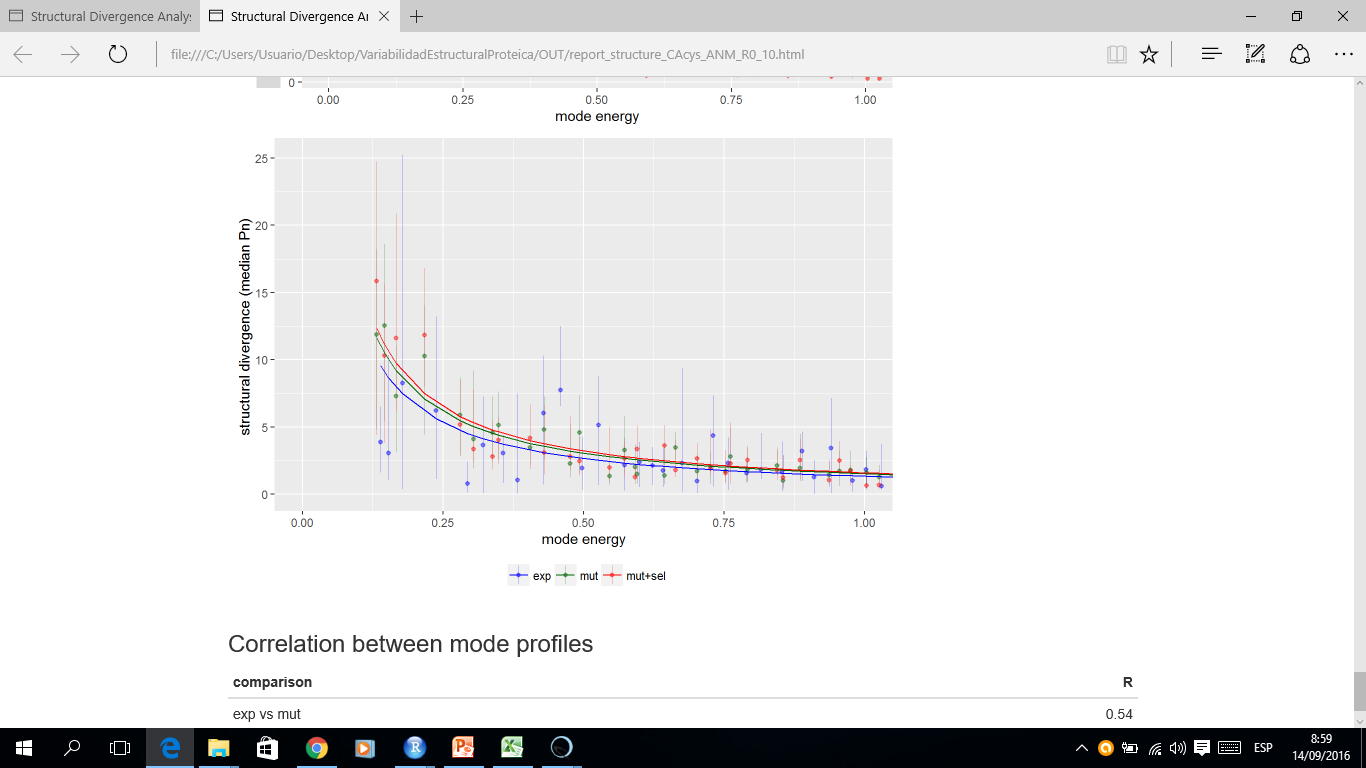 Structural Divergence Analy:
Structural Divergence Ar
file:///C:/Users/Usuario/Desktop/VariabilidadEstructuralProteica/OUT/report_structure_CAcys_ANM_R0_10.html
0
0.00 0.25 0.50 0.75 1.00
mode energy
structural divergence (median Pn)
25
20
15
10
5
0
0.00 0.25 0.50 0.75 1.00
mode energy
exp mut mut+sel
Correlation between mode profiles
comparison R
exp vs mut 0.54
ESP
8:59
14/09/2016